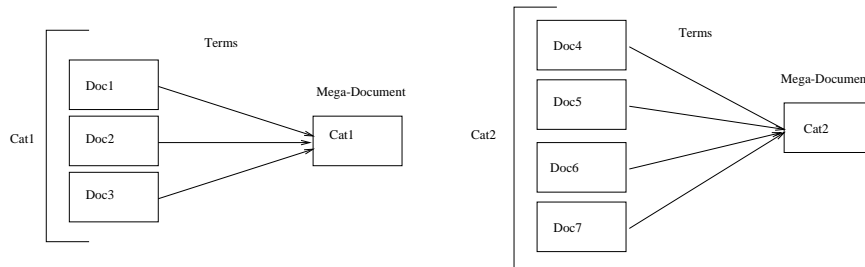 Terms
Doc1
Mega-Document
Cat1
Doc2
Cat1
Doc3
Terms
Doc4
Mega-Documen
Doc5
Cat2
Cat2
Doc6
Doc7